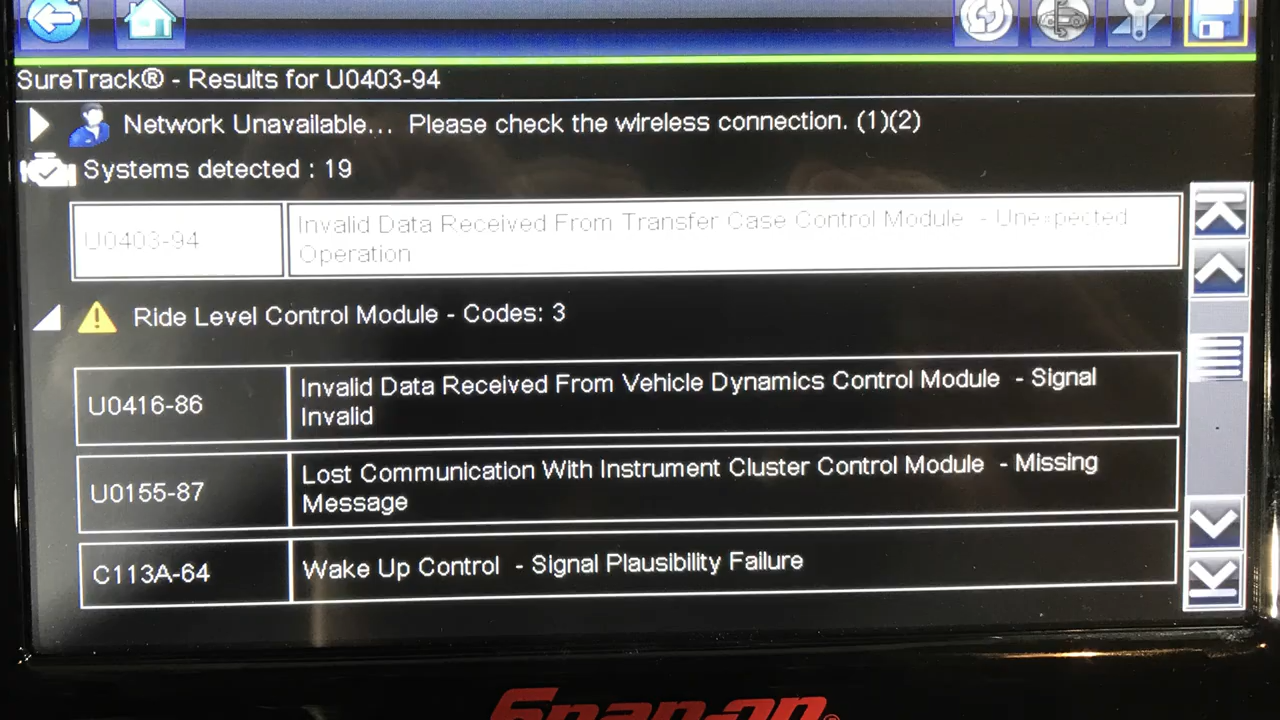 SureTrack® - Results for U0403-94
Network Unavailable... Please check the wireless connection. (1)(2)
Systems detected : 19
U0403-94
Invalid Data Received From Transfer Case Control Module - Unexpected
Operation
Ride Level Control Module - Codes: 3
U0416-86
Invalid Data Received From Vehicle Dynamics Control Module - Signal
Invalid
U0155-87
Lost Communication With Instrument Cluster Control Module - Missing
Message
C113A-64
Wake Up Control - Signal Plausibility Failure
Snap-on®